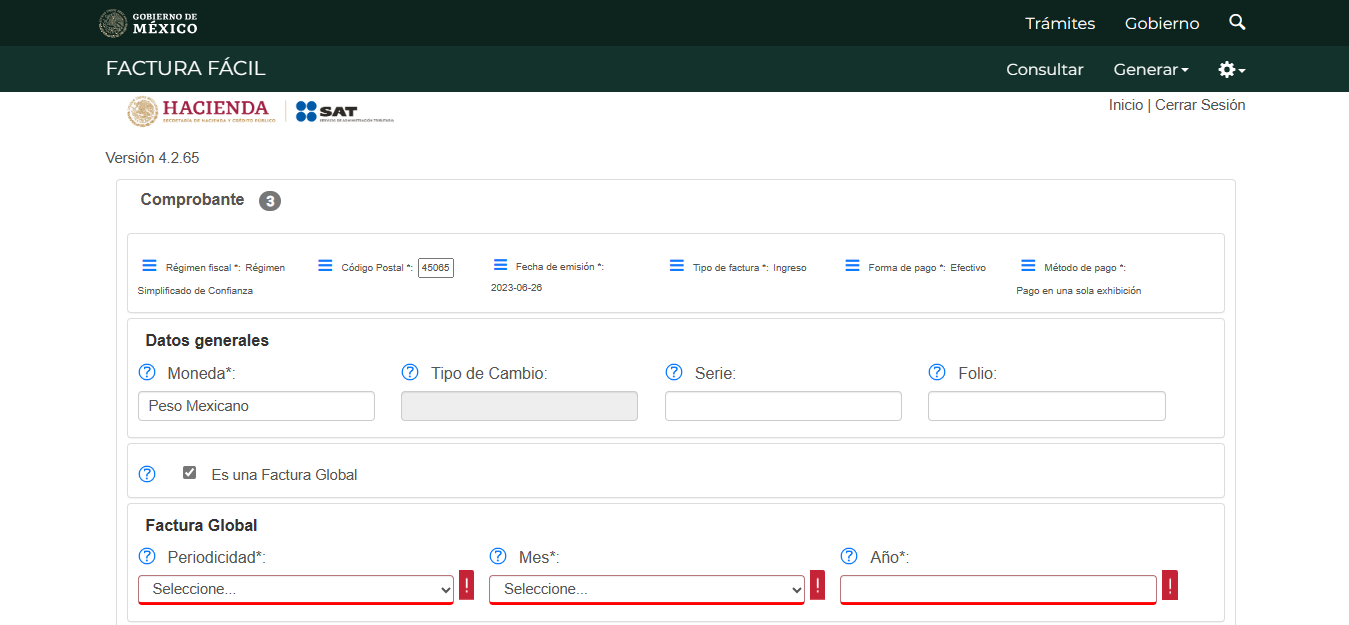 GOBIERNO DE
MÉXICO
Trámites
Gobierno
FACTURA FÁCIL
Consultar
Generar
HACIENDA
SECRETARÍA DE HACIENDA Y CRÉDITO PÚBLICO
SAT
SERVICIO DE ADMINISTRACIÓN TRIBUTARIA
Inicio | Cerrar Sesión
Versión 4.2.65
Comprobante 3
Régimen fiscal *: Régimen
Simplificado de Confianza
Código Postal *: 45065
Fecha de emisión *:
2023-06-26
Tipo de factura *: Ingreso
Forma de pago *: Efectivo
Método de pago *:
Pago en una sola exhibición
Datos generales
? Moneda*:
Peso Mexicano
? Tipo de Cambio:
? Serie:
? Folio:
? Es una Factura Global
Factura Global
? Periodicidad*:
Seleccione... !
? Mes*:
Seleccione... !
? Año*:
!